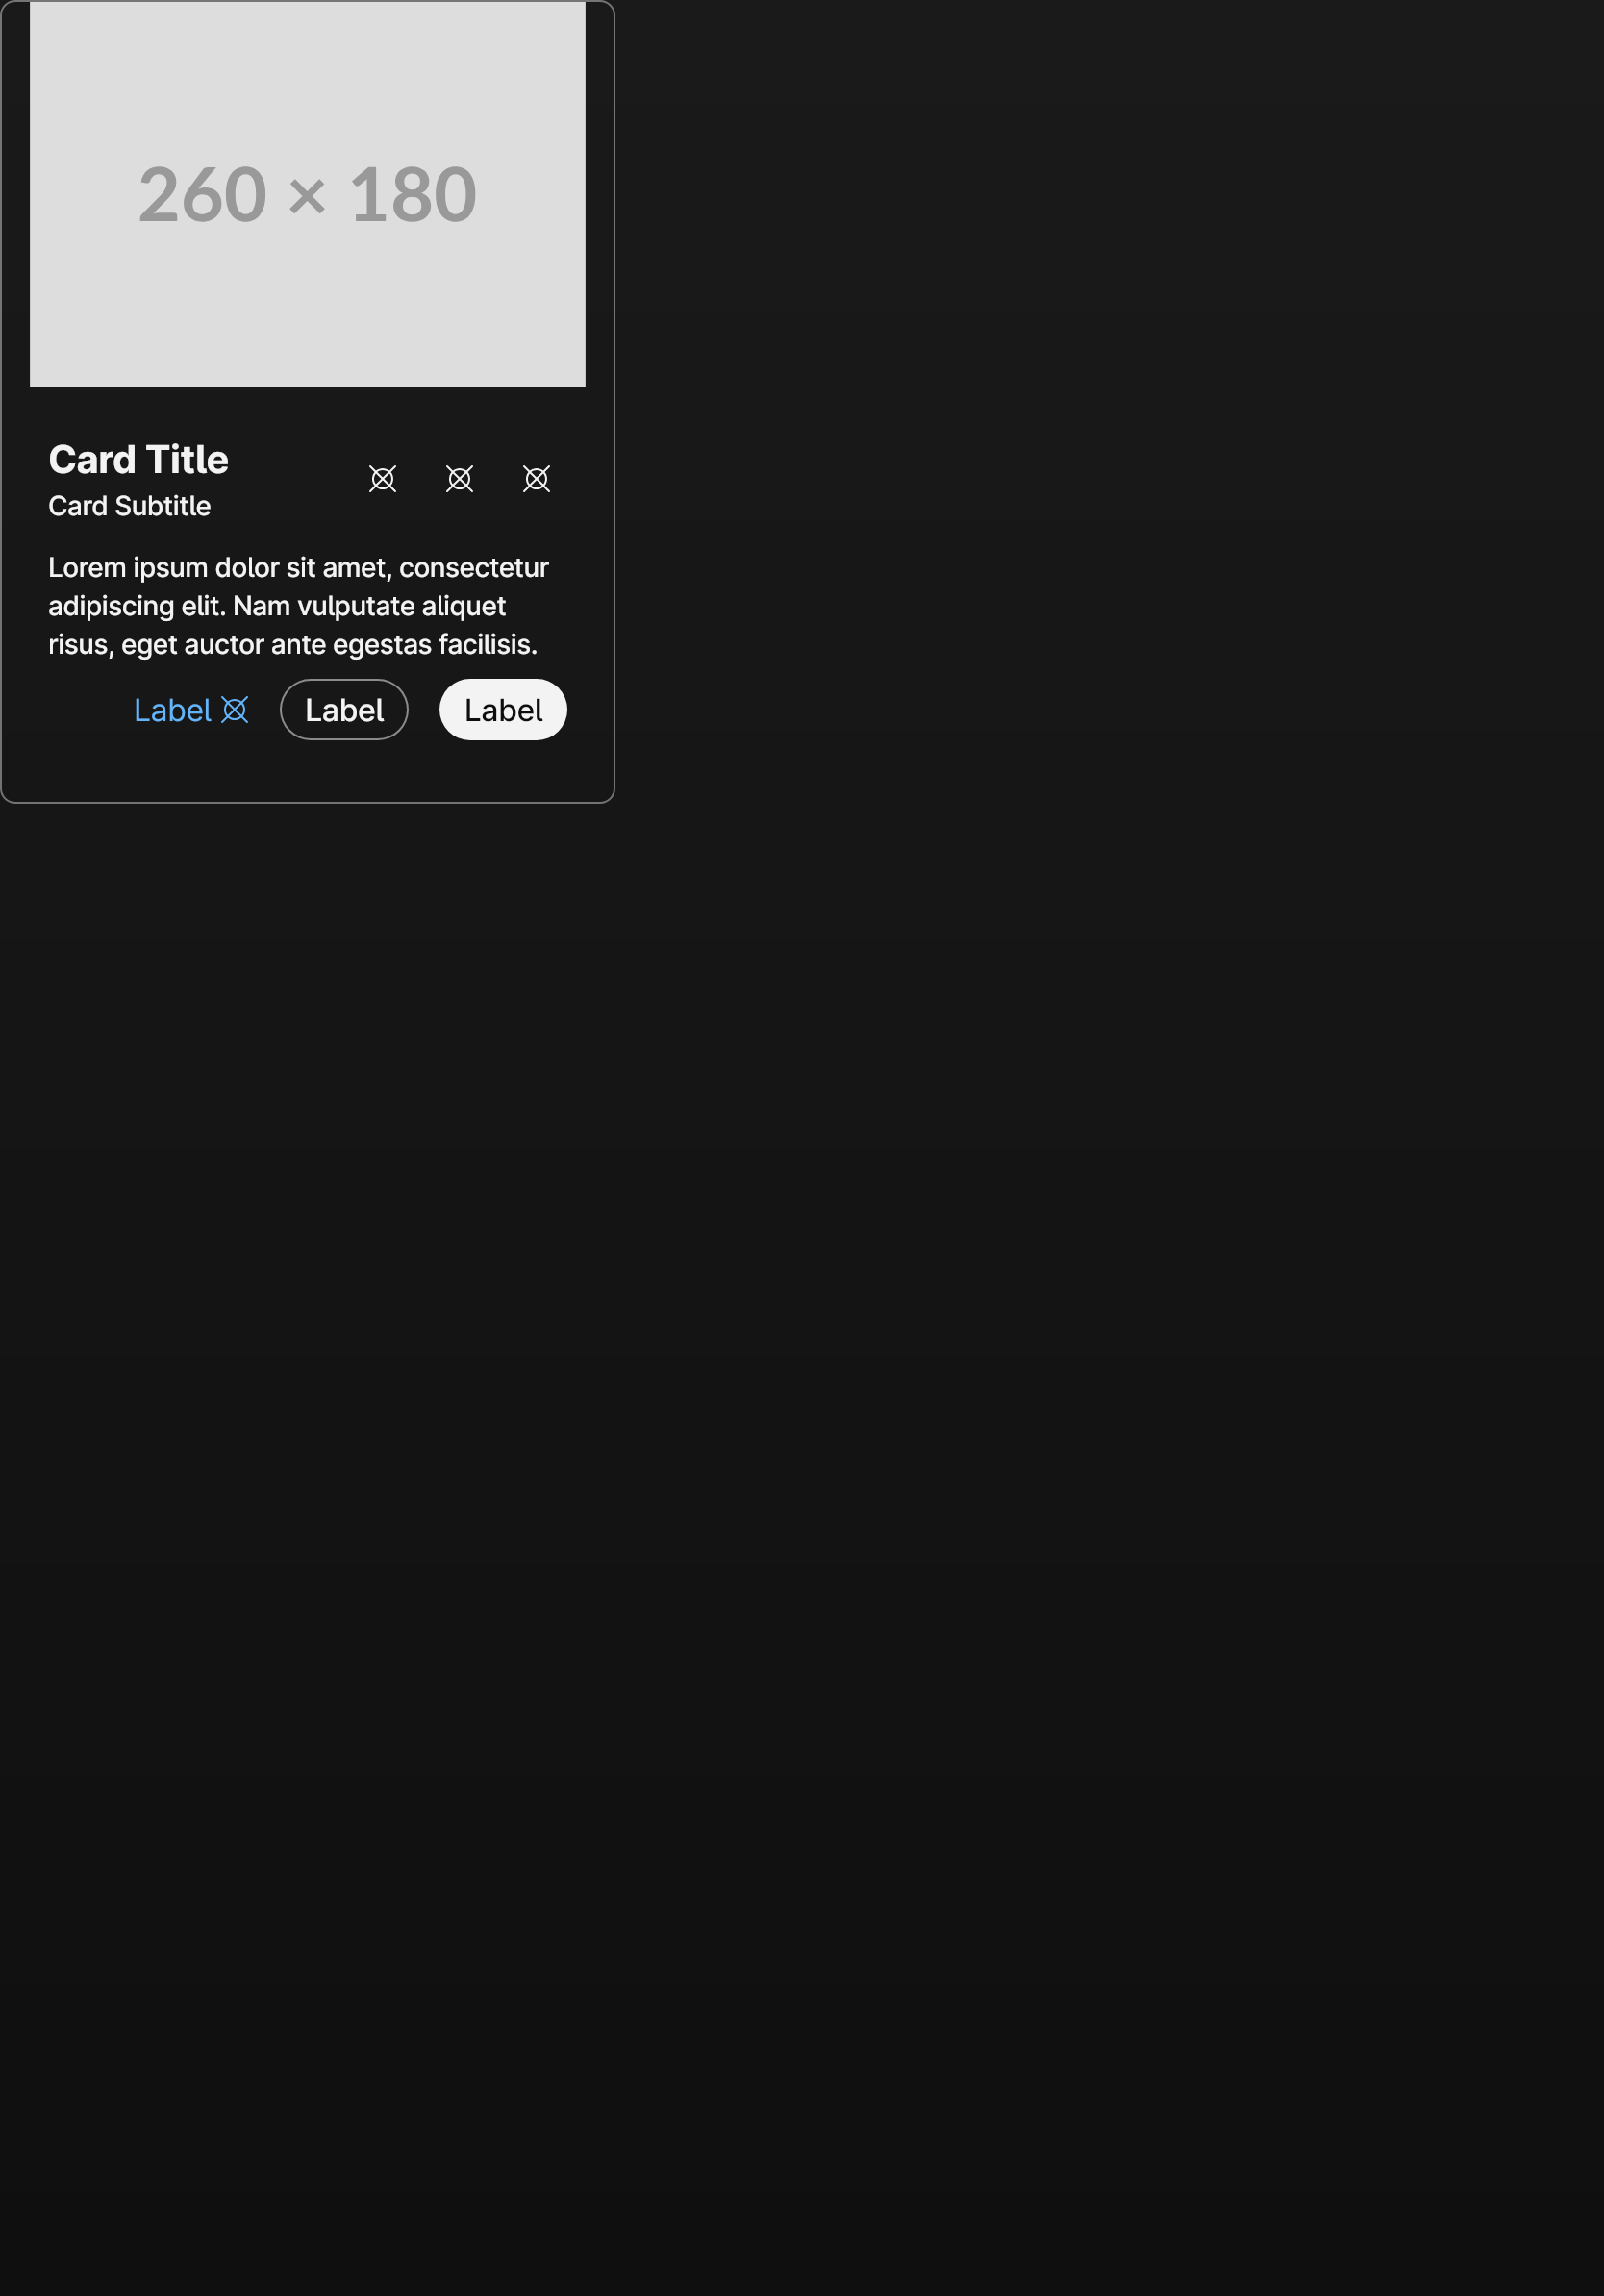 260 × 180
Card Title
Card Subtitle
Lorem ipsum dolor sit amet, consectetur
adipiscing elit. Nam vulputate aliquet
risus, eget auctor ante egestas facilisis.
Label Label Label